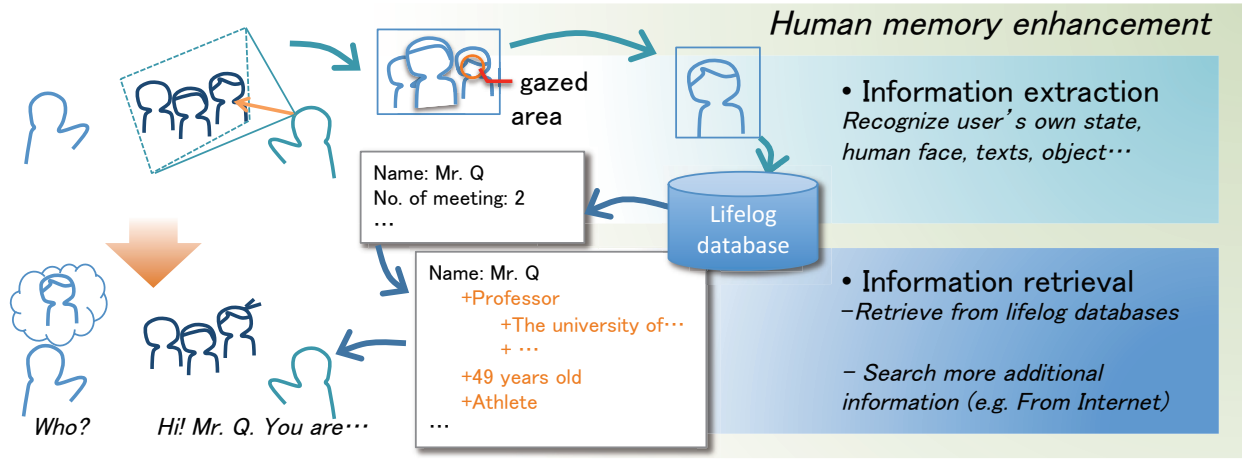 Human memory enhancement
gazed
area
• Information extraction
Recognize user's own state,
human face, texts, object…
Name: Mr. Q
No. of meeting: 2
…
Lifelog
database
Name: Mr. Q
+Professor
+The university of…
+ …
+49 years old
+Athlete
…
• Information retrieval
-Retrieve from lifelog databases
- Search more additional
information (e.g. From Internet)
Who?
Hi! Mr. Q. You are…